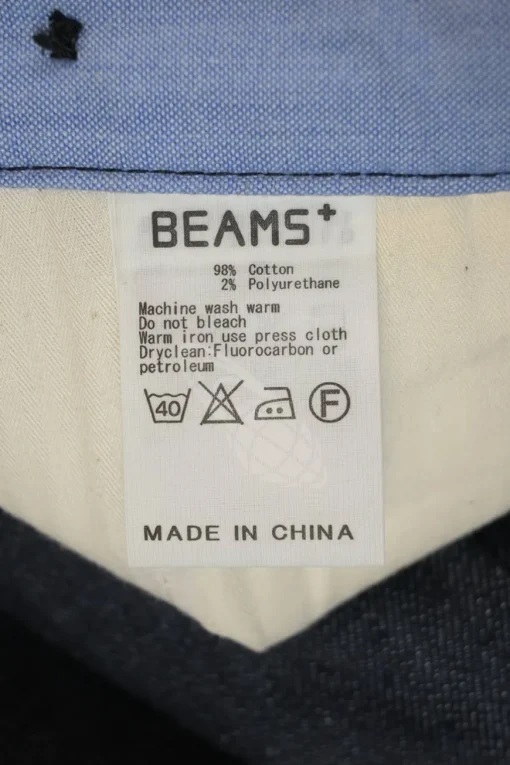 BEAMS+
98% Cotton
2% Polyurethane
Machine wash warm
Do not bleach
Warm iron use press cloth
Dryclean:Fluorocarbon or
petroleum
40 F
MADE IN CHINA